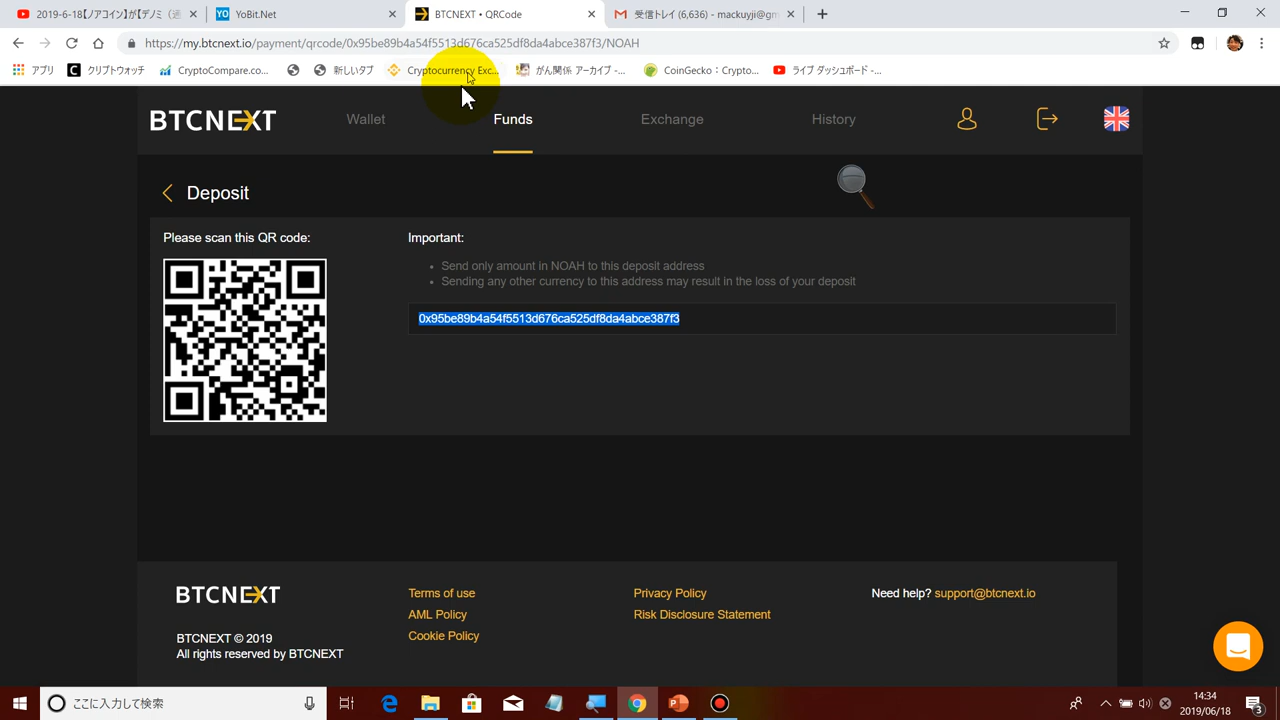 2019-6-18【ノアコイン】が【デノミ（通
YO YoBit.Net
BTCNEXT • QRCode
受信トレイ (6,636) - mackuyji@gm
https://my.btcnext.io/payment/qrcode/0x95be89b4a54f5513d676ca525df8da4abce387f3/NOAH
アプリ
クリプトウォッチ
CryptoCompare.co...
新しいタブ
Cryptocurrency Exc...
がん関係 アーカイブ -...
CoinGecko：Crypto...
ライブ ダッシュボード -...
BTCNEXT
Wallet
Funds
Exchange
History
Deposit
Please scan this QR code:
Important:
• Send only amount in NOAH to this deposit address
• Sending any other currency to this address may result in the loss of your deposit
0x95be89b4a54f5513d676ca525df8da4abce387f3
BTCNEXT
BTCNEXT © 2019
All rights reserved by BTCNEXT
Terms of use
AML Policy
Cookie Policy
Privacy Policy
Risk Disclosure Statement
Need help? support@btcnext.io
ここに入力して検索
14:34
2019/06/18
3